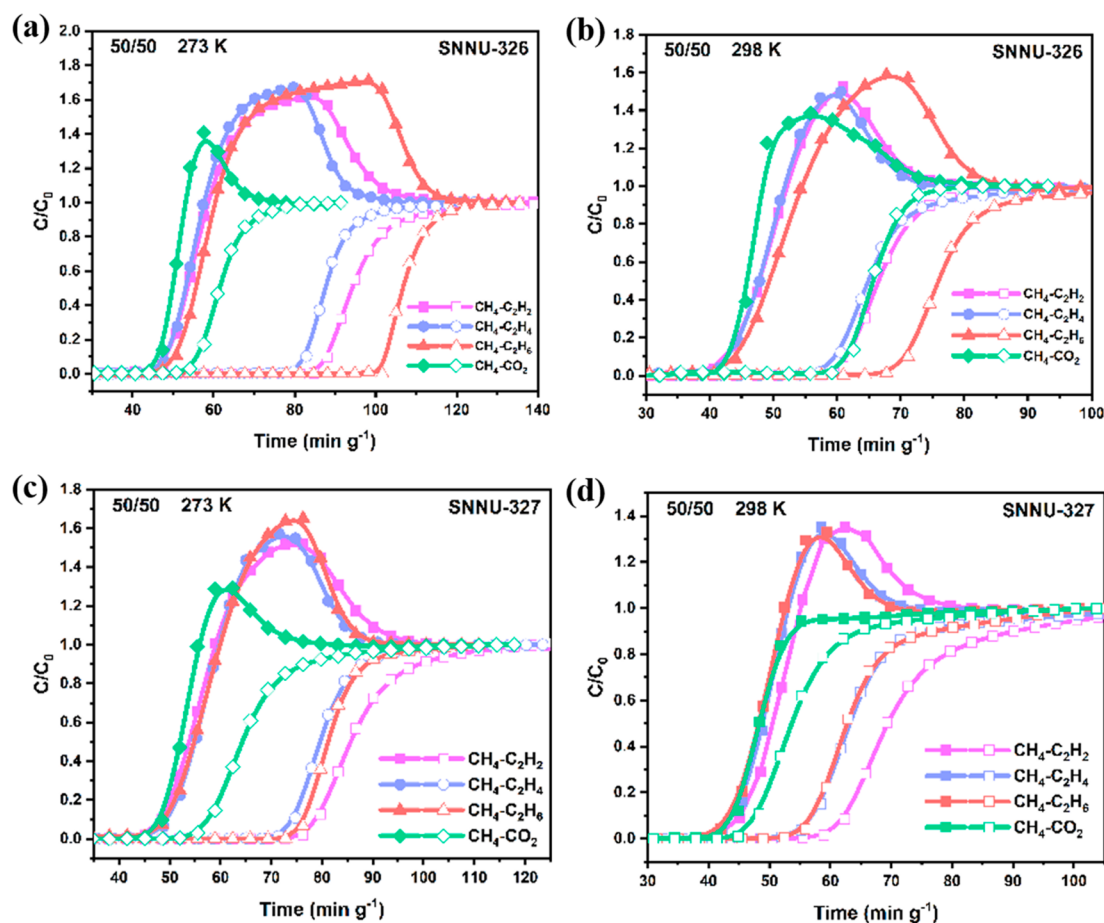 (a)
50/50 273 K SNNU-326
2.0
1.8
1.6
1.4
1.2
1.0
0.8
0.6
0.4
0.2
0.0
C/C₀
CH₄-C₂H₂
CH₄-C₂H₄
CH₄-C₂H₆
CH₄-CO₂
40 60 80 100 120 140
Time (min g⁻¹)
(b)
50/50 298 K SNNU-326
1.8
1.6
1.4
1.2
1.0
0.8
0.6
0.4
0.2
0.0
C/C₀
CH₄-C₂H₂
CH₄-C₂H₄
CH₄-C₂H₆
CH₄-CO₂
30 40 50 60 70 80 90 100
Time (min g⁻¹)
(c)
50/50 273 K SNNU-327
1.8
1.6
1.4
1.2
1.0
0.8
0.6
0.4
0.2
0.0
C/C₀
CH₄-C₂H₂
CH₄-C₂H₄
CH₄-C₂H₆
CH₄-CO₂
40 50 60 70 80 90 100 110 120
Time (min g⁻¹)
(d)
50/50 298 K SNNU-327
1.4
1.2
1.0
0.8
0.6
0.4
0.2
0.0
C/C₀
CH₄-C₂H₂
CH₄-C₂H₄
CH₄-C₂H₆
CH₄-CO₂
30 40 50 60 70 80 90 100
Time (min g⁻¹)